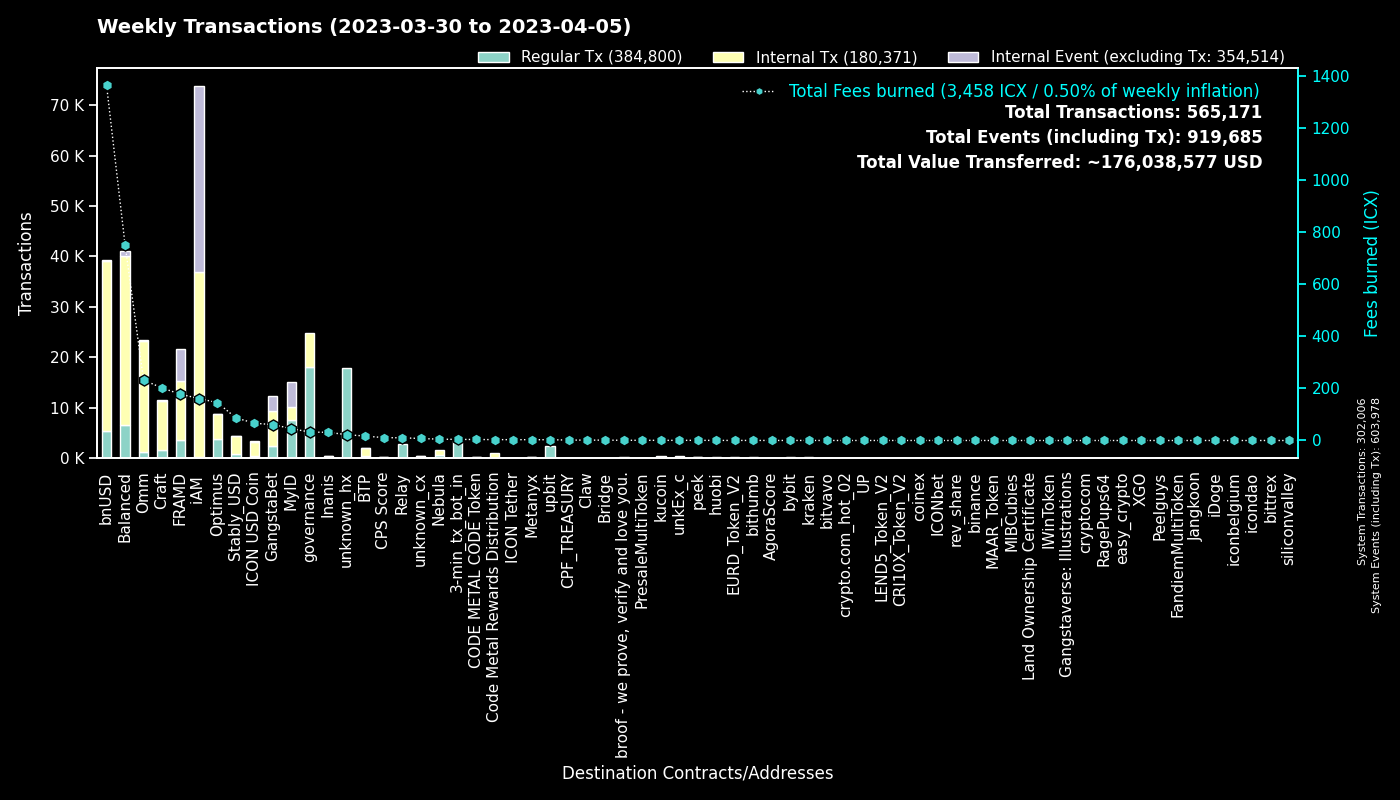 Weekly Transactions (2023-03-30 to 2023-04-05)
Regular Tx (384,800)
Internal Tx (180,371)
Internal Event (excluding Tx: 354,514)
Total Fees burned (3,458 ICX / 0.50% of weekly inflation)
Total Transactions: 565,171
Total Events (including Tx): 919,685
Total Value Transferred: ~176,038,577 USD
Transactions
70 K
60 K
50 K
40 K
30 K
20 K
10 K
0 K
1400
1200
1000
800
600
400
200
0
Fees burned (ICX)
System Transactions: 302,006
System Events (including Tx): 603,978
bnUSD
Balanced
Omm
Craft
FRAMD
iAM
Optimus
Stably_USD
ICON USD Coin
GangstaBet
MyID
governance
Inanis
unknown_hx
BTP
CPS Score
Relay
unknown_cx
Nebula
3-min_tx_bot_in
CODE METAL CODE Token
Code Metal Rewards Distribution
ICON Tether
Metanyx
upbit
CPF_TREASURY
Claw
Bridge
broof - we prove, verify and love you.
PresaleMultiToken
kucoin
unkEx_c
peek
huobi
EURD_Token_V2
bithumb
AgoraScore
bybit
kraken
bitvavo
crypto.com_hot_02
UP
LEND5_Token_V2
CRI10X_Token_V2
coinex
ICONbet
rev_share
binance
MAAR_Token
MIBCubies
Land Ownership Certificate
IWinToken
Gangstaverse: Illustrations
cryptocom
RagePups64
easy_crypto
XGO
Peelguys
FandiemMultiToken
Jangkoon
iDoge
iconbelgium
icondao
bittrex
siliconvalley
Destination Contracts/Addresses